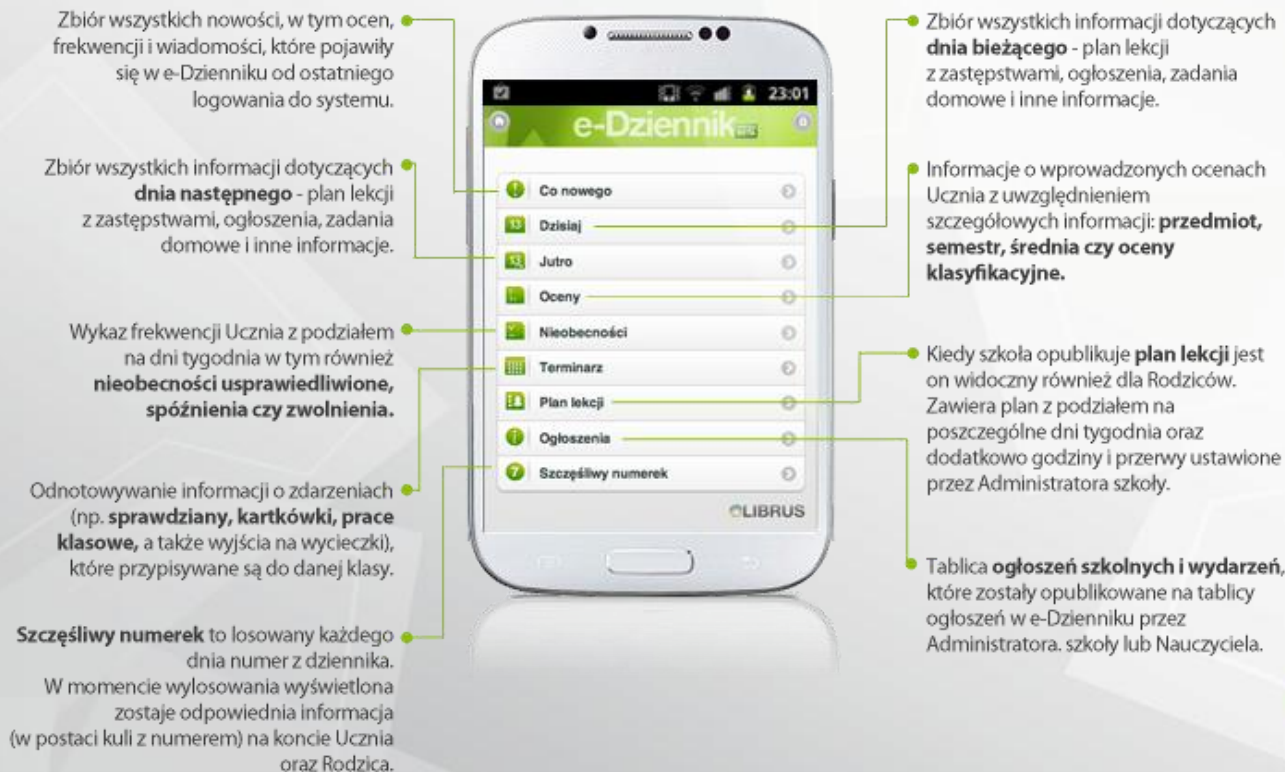 Zbiór wszystkich nowości, w tym ocen,
frekwencji i wiadomości, które pojawiły
się w e-Dzienniku od ostatniego
logowania do systemu.
Zbiór wszystkich informacji dotyczących
dnia następnego - plan lekcji
z zastępstwami, ogłoszenia, zadania
domowe i inne informacje.
Wykaz frekwencji Ucznia z podziałem
na dni tygodnia w tym również
nieobecności usprawiedliwione,
spóźnienia czy zwolnienia.
Odnotowywanie informacji o zdarzeniach
(np. sprawdziany, kartkówki, prace
klasowe, a także wyjścia na wycieczki),
które przypisywane są do danej klasy.
Szczęśliwy numerek to losowany każdego
dnia numer z dziennika.
W momencie wylosowania wyświetlona
zostaje odpowiednia informacja
(w postaci kuli z numerem) na koncie Ucznia
oraz Rodzica.
23:01
e-Dziennik
Co nowego
13 Dzisiaj
13 Jutro
Oceny
Nieobecności
Terminarz
Plan lekcji
Ogłoszenia
7 Szczęśliwy numerek
LIBRUS
Zbiór wszystkich informacji dotyczących
dnia bieżącego - plan lekcji
z zastępstwami, ogłoszenia, zadania
domowe i inne informacje.
Informacje o wprowadzonych ocenach
Ucznia z uwzględnieniem
szczegółowych informacji: przedmiot,
semestr, średnia czy oceny
klasyfikacyjne.
Kiedy szkoła opublikuje plan lekcji jest
on widoczny również dla Rodziców.
Zawiera plan z podziałem na
poszczególne dni tygodnia oraz
dodatkowo godziny i przerwy ustawione
przez Administratora szkoły.
Tablica ogłoszeń szkolnych i wydarzeń,
które zostały opublikowane na tablicy
ogłoszeń w e-Dzienniku przez
Administratora. szkoły lub Nauczyciela.